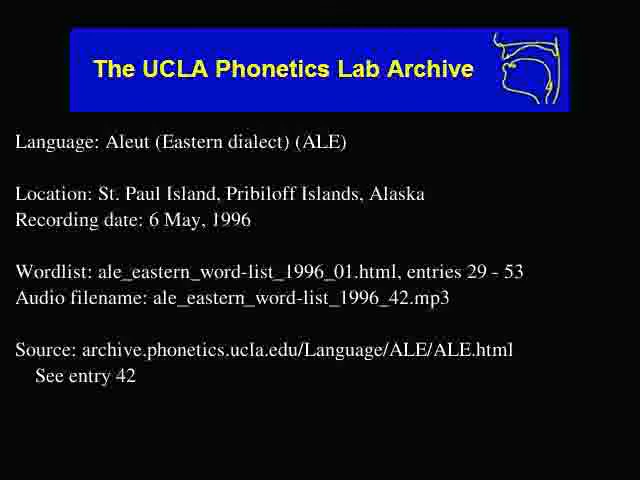 The UCLA Phonetics Lab Archive
Language: Aleut (Eastern dialect) (ALE)
Location: St. Paul Island, Pribiloff Islands, Alaska
Recording date: 6 May, 1996
Wordlist: ale_eastern_word-list_1996_01.html, entries 29 - 53
Audio filename: ale_eastern_word-list_1996_42.mp3
Source: archive.phonetics.ucla.edu/Language/ALE/ALE.html
See entry 42